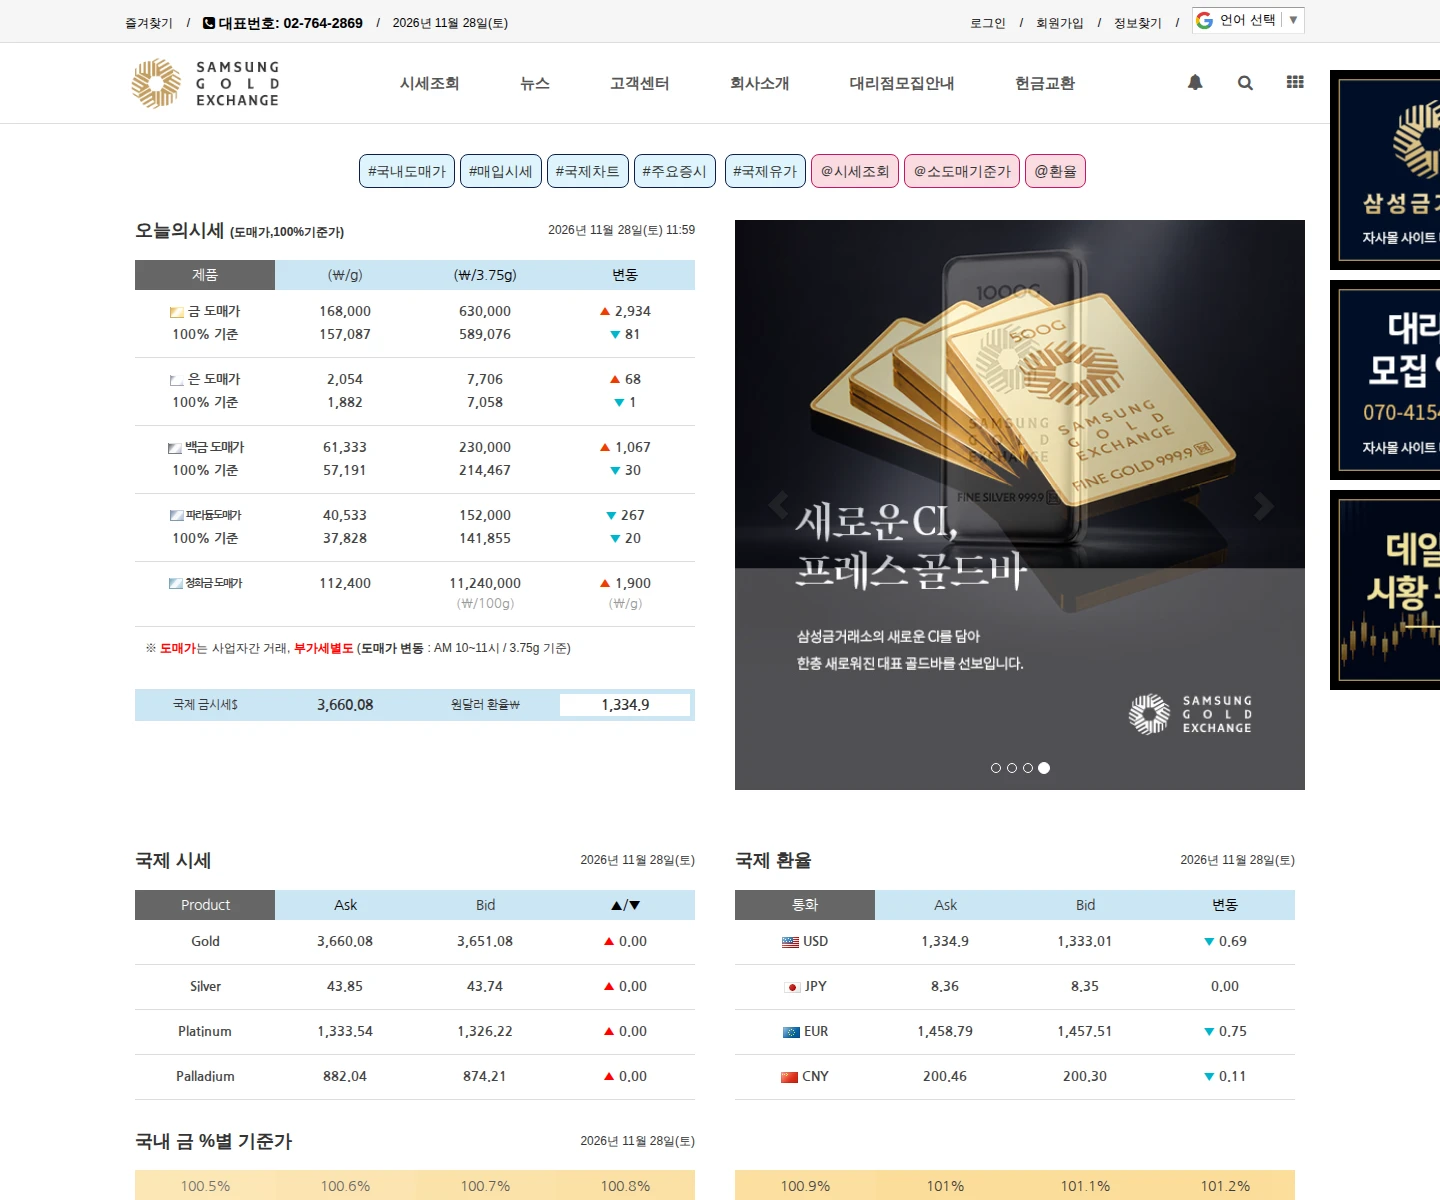 즐겨찾기 / 대표번호: 02-764-2869 / 2026년 11월 28일(토)
로그인 / 회원가입 / 정보찾기 / 언어 선택 ▼
SAMSUNG
GOLD
EXCHANGE
시세조회 뉴스 고객센터 회사소개 대리점모집안내 헌금교환
#국내도매가 #매입시세 #국제차트 #주요증시 #국제유가 @시세조회 @소도매기준가 @환율
오늘의시세 (도매가,100%기준가) 2026년 11월 28일(토) 11:59
제품 (₩/g) (₩/3.75g) 변동
금 도매가 168,000 630,000 ▲ 2,934
100% 기준 157,087 589,076 ▼ 81
은 도매가 2,054 7,706 ▲ 68
100% 기준 1,882 7,058 ▼ 1
백금 도매가 61,333 230,000 ▲ 1,067
100% 기준 57,191 214,467 ▼ 30
파라듐도매가 40,533 152,000 ▼ 267
100% 기준 37,828 141,855 ▼ 20
청화금 도매가 112,400 11,240,000 ▲ 1,900
(₩/100g) (₩/g)
※ 도매가는 사업자간 거래, 부가세별도 (도매가 변동 : AM 10~11시 / 3.75g 기준)
국제 금시세$ 3,660.08 원달러 환율₩ 1,334.9
1000G
500G
SAMSUNG
GOLD
EXCHANGE
FINE GOLD 999.9
SAMSUNG
GOLD
EXCHANGE
FINE SILVER 999.9
새로운 CI,
프레스 골드바
삼성금거래소의 새로운 CI를 담아
한층 새로워진 대표 골드바를 선보입니다.
SAMSUNG
GOLD
EXCHANGE
삼성금
자사몰 사이트
대리
모집
070-415
자사몰 사이트
데일
시황
국제 시세 2026년 11월 28일(토)
Product Ask Bid ▲/▼
Gold 3,660.08 3,651.08 ▲ 0.00
Silver 43.85 43.74 ▲ 0.00
Platinum 1,333.54 1,326.22 ▲ 0.00
Palladium 882.04 874.21 ▲ 0.00
국제 환율 2026년 11월 28일(토)
통화 Ask Bid 변동
USD 1,334.9 1,333.01 ▼ 0.69
JPY 8.36 8.35 0.00
EUR 1,458.79 1,457.51 ▼ 0.75
CNY 200.46 200.30 ▼ 0.11
국내 금 %별 기준가 2026년 11월 28일(토)
100.5% 100.6% 100.7% 100.8%
100.9% 101% 101.1% 101.2%